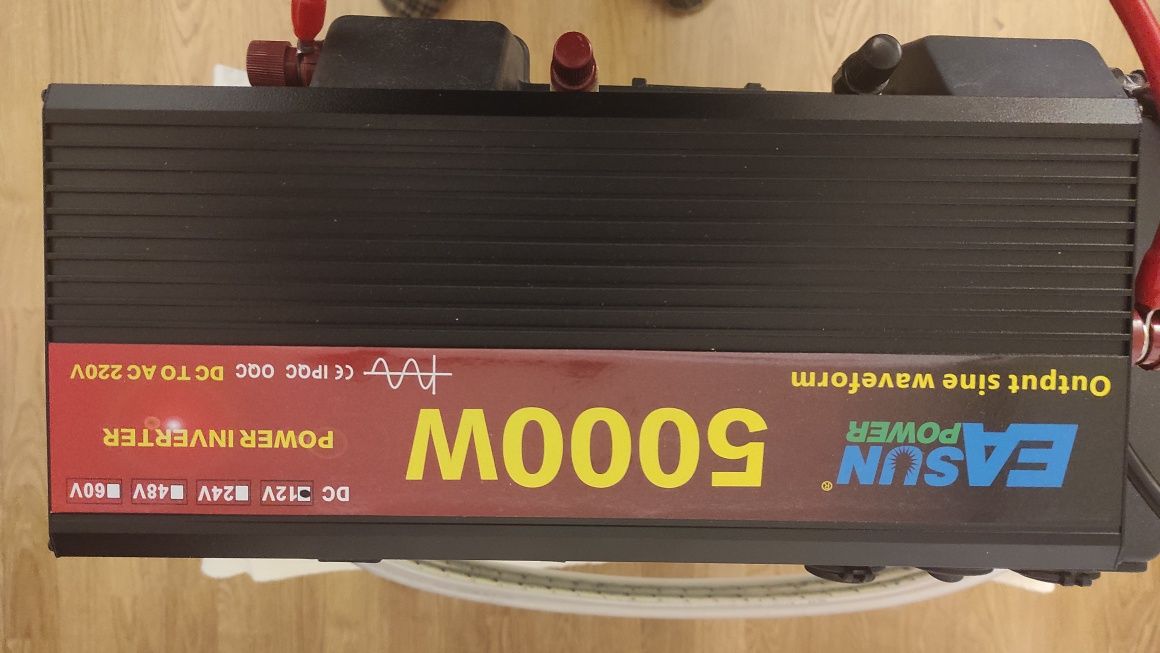 DC ■12V □24V □48V □60V
EASUN
POWER
®
5000W
POWER INVERTER
Output sine waveform
CE IPQC OQC DC TO AC 220V